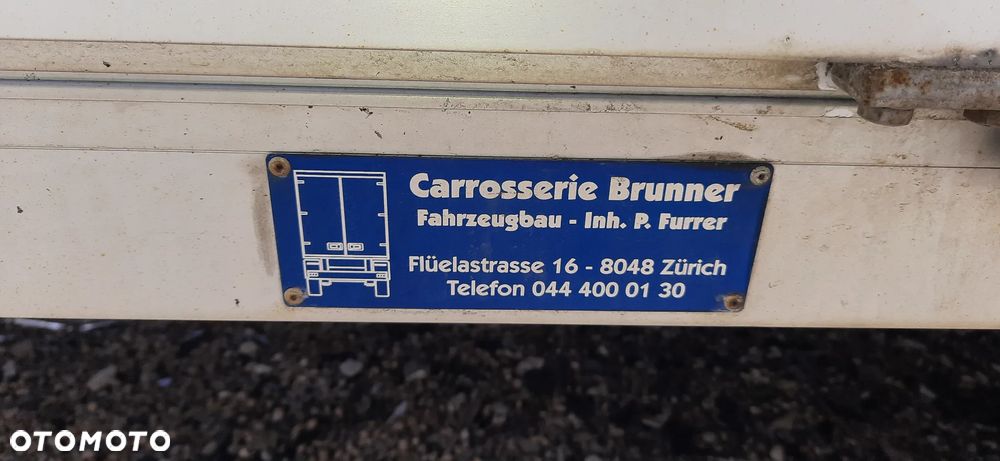 Carrosserie Brunner
Fahrzeugbau - Inh. P. Furrer
Flüelastrasse 16 - 8048 Zürich
Telefon 044 400 01 30
OTOMOTO